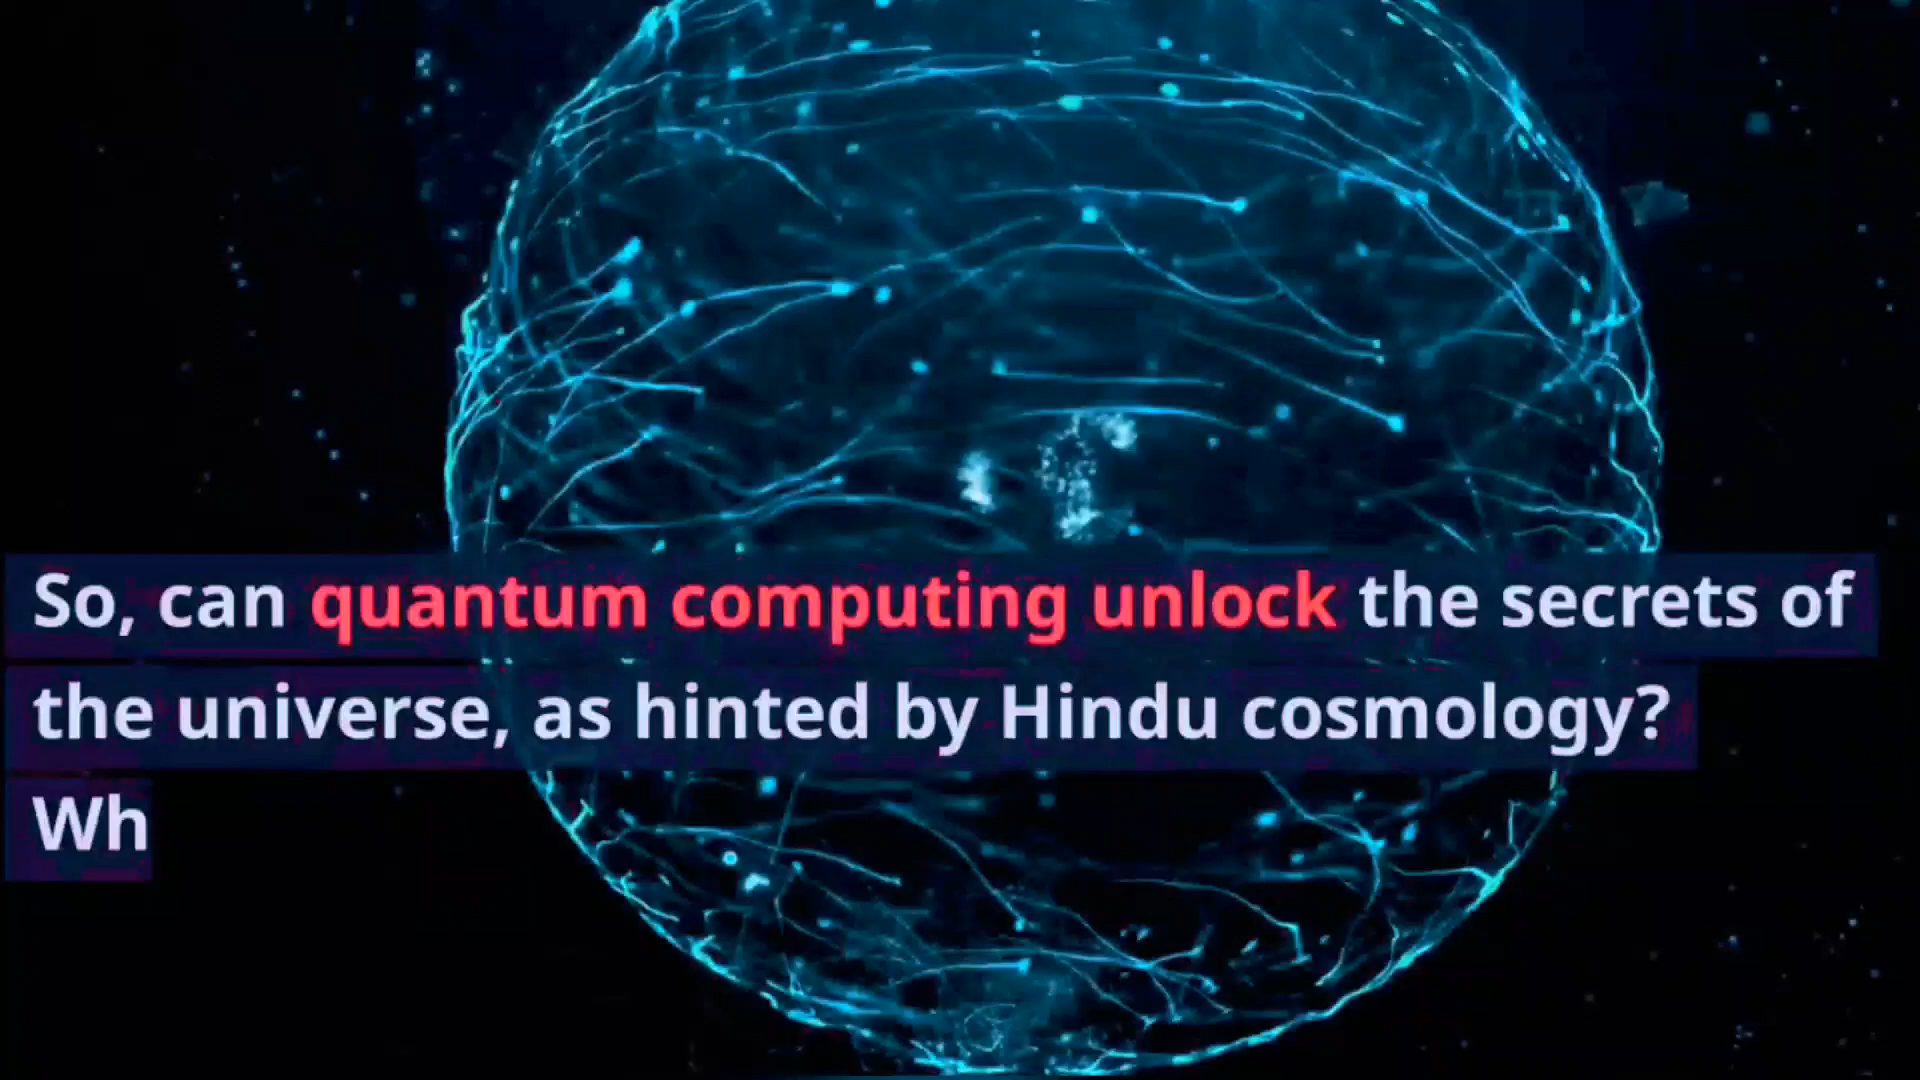 So, can quantum computing unlock the secrets of
the universe, as hinted by Hindu cosmology?
Wh